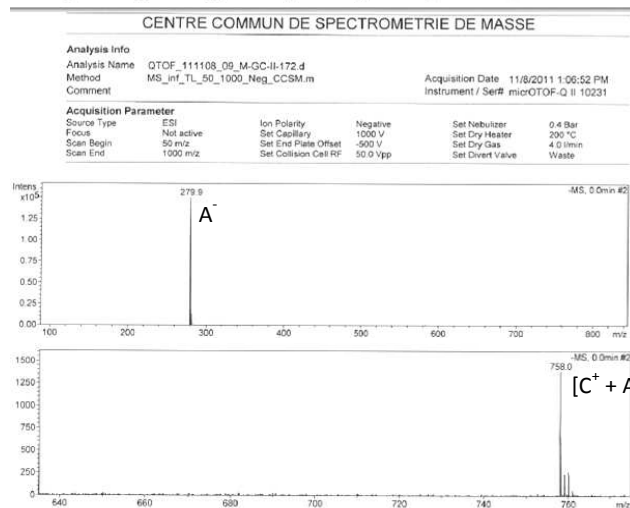 CENTRE COMMUN DE SPECTROMETRIE DE MASSE
Analysis Info
Analysis Name QTOF_111108_09_M-GC-II-172.d
Method MS_inf_TL_50_1000_Neg_CCSM.m Acquisition Date 11/8/2011 1:06:52 PM
Comment Instrument / Ser# micrOTOF-Q II 10231
Acquisition Parameter
Source Type ESI Ion Polarity Negative Set Nebulizer 0.4 Bar
Focus Not active Set Capillary 1000 V Set Dry Heater 200 °C
Scan Begin 50 m/z Set End Plate Offset -500 V Set Dry Gas 4.0 l/min
Scan End 1000 m/z Set Collision Cell RF 50.0 Vpp Set Divert Valve Waste
Intens
x10⁵
279.9
-MS, 0.0min #2
A⁻
1.25
1.00
0.75
0.50
0.25
0.00
100 200 300 400 500 600 700 800 m/z
-MS, 0.0min #2
1500
758.0
[C⁺ + A
1250
1000
750
500
250
0
640 660 680 700 720 740 760 m/z